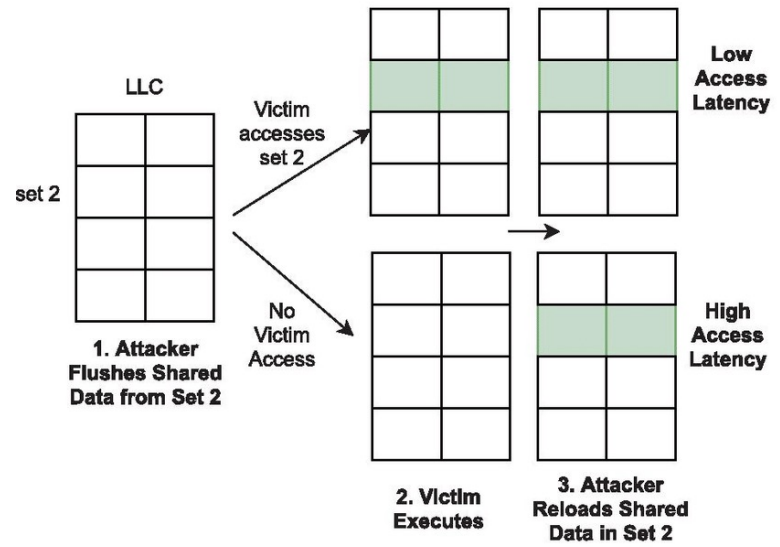 LLC
set 2
1. Attacker
Flushes Shared
Data from Set 2
Victim
accesses
set 2
No
Victim
Access
Low
Access
Latency
High
Access
Latency
2. Victim
Executes
3. Attacker
Reloads Shared
Data in Set 2